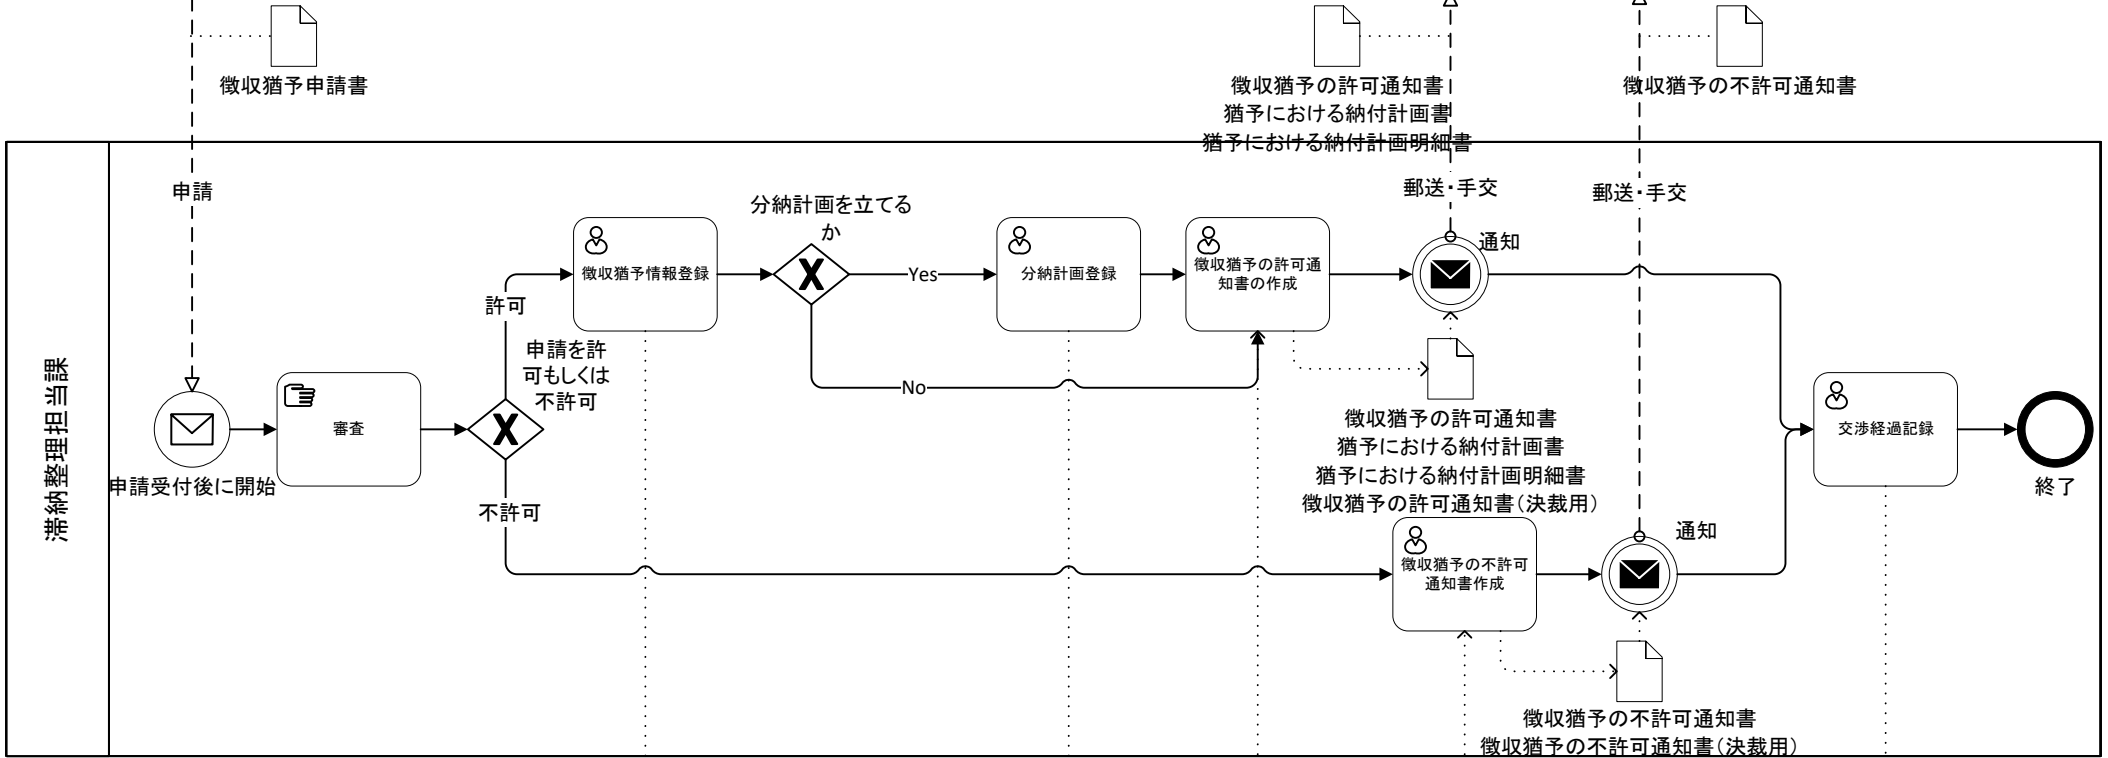 徴収猶予申請書
徴収猶予の許可通知書
猶予における納付計画書
猶予における納付計画明細書
徴収猶予の不許可通知書
滞納整理担当課
申請
申請受付後に開始
審査
許可
申請を許
可もしくは
不許可
不許可
徴収猶予情報登録
分納計画を立てる
か
Yes
No
分納計画登録
徴収猶予の許可通
知書の作成
郵送・手交
通知
徴収猶予の許可通知書
猶予における納付計画書
猶予における納付計画明細書
徴収猶予の許可通知書（決裁用）
郵送・手交
徴収猶予の不許可
通知書作成
通知
徴収猶予の不許可通知書
徴収猶予の不許可通知書（決裁用）
交渉経過記録
終了